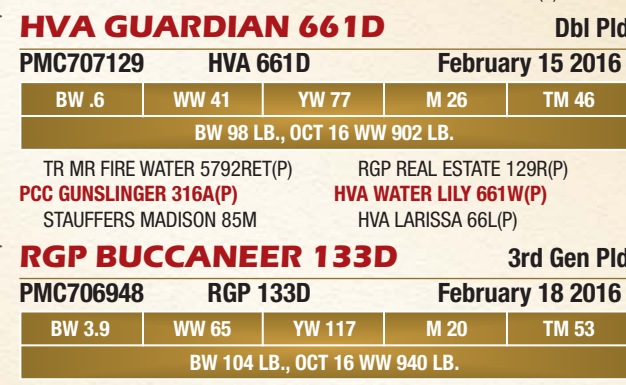 HVA GUARDIAN 661D Dbl Pld
PMC707129 HVA 661D February 15 2016
BW .6 WW 41 YW 77 M 26 TM 46
BW 98 LB., OCT 16 WW 902 LB.
TR MR FIRE WATER 5792RET(P) RGP REAL ESTATE 129R(P)
PCC GUNSLINGER 316A(P) HVA WATER LILY 661W(P)
STAUFFERS MADISON 85M HVA LARISSA 66L(P)
RGP BUCCANEER 133D 3rd Gen Pld
PMC706948 RGP 133D February 18 2016
BW 3.9 WW 65 YW 117 M 20 TM 53
BW 104 LB., OCT 16 WW 940 LB.